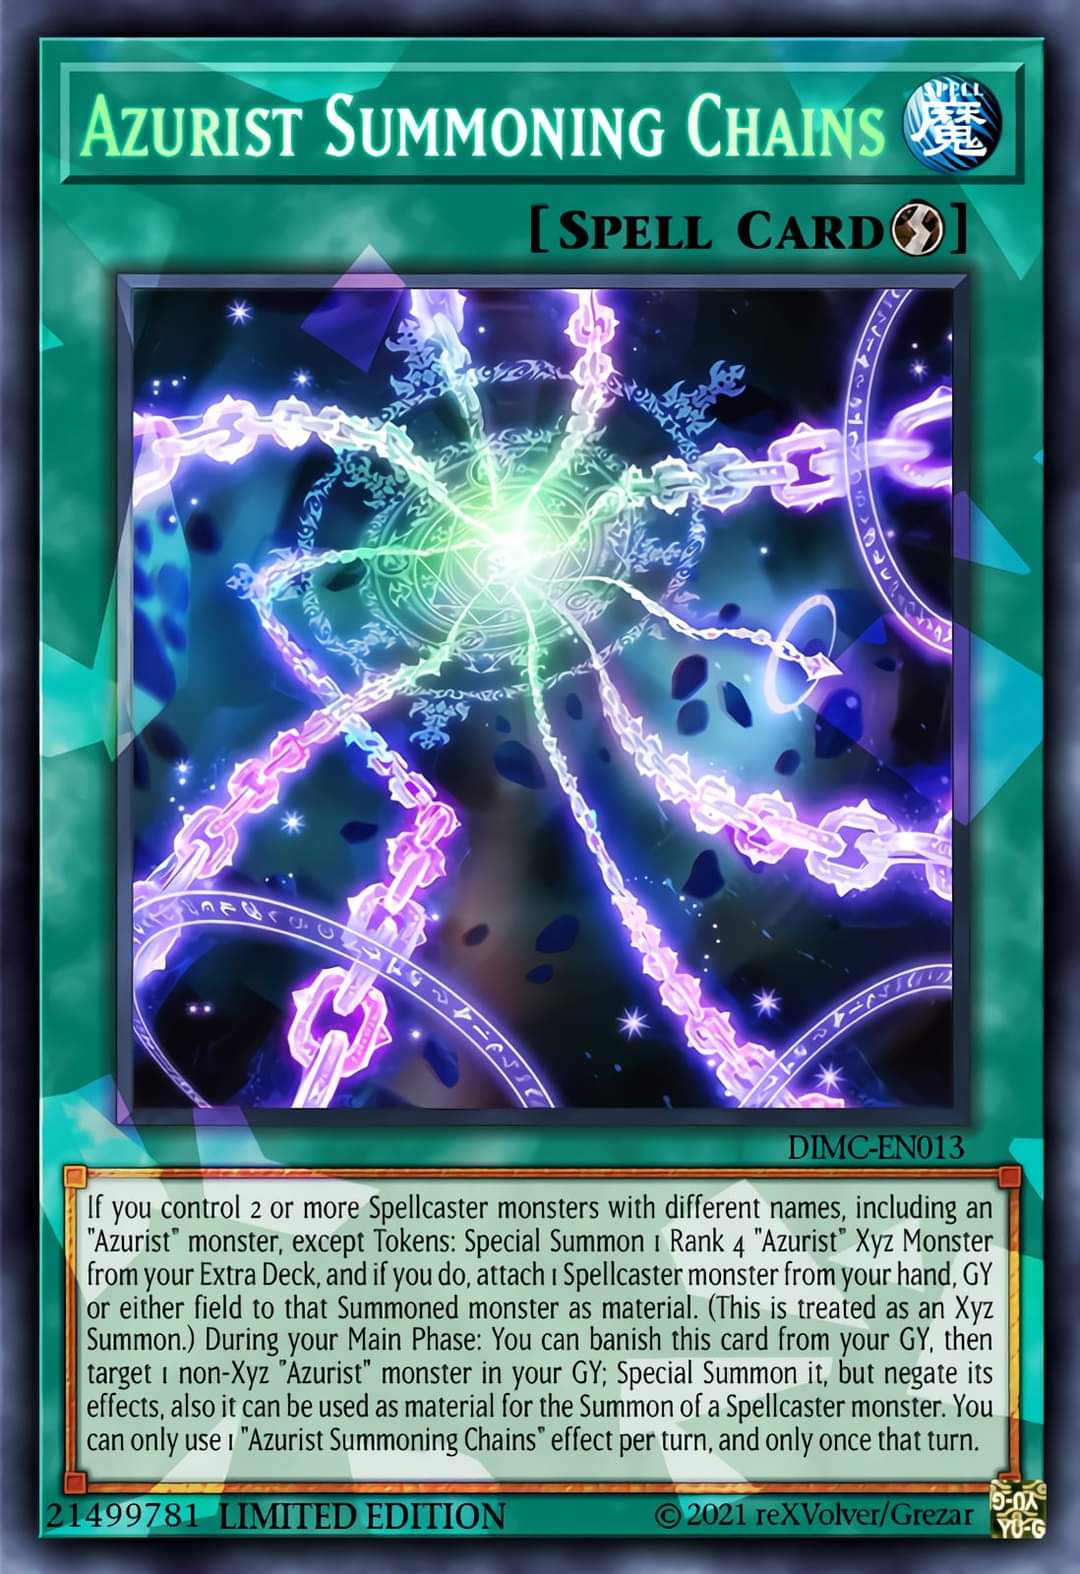 AZURIST SUMMONING CHAINS
SPELL
魔
[SPELL CARD]
DIMC-EN013
If you control 2 or more Spellcaster monsters with different names, including an
"Azurist" monster, except Tokens: Special Summon 1 Rank 4 "Azurist" Xyz Monster
from your Extra Deck, and if you do, attach 1 Spellcaster monster from your hand, GY
or either field to that Summoned monster as material. (This is treated as an Xyz
Summon.) During your Main Phase: You can banish this card from your GY, then
target 1 non-Xyz "Azurist" monster in your GY; Special Summon it, but negate its
effects, also it can be used as material for the Summon of a Spellcaster monster. You
can only use 1 "Azurist Summoning Chains" effect per turn, and only once that turn.
21499781 LIMITED EDITION
© 2021 reXVolver/Grezar
YU-G
YU-G